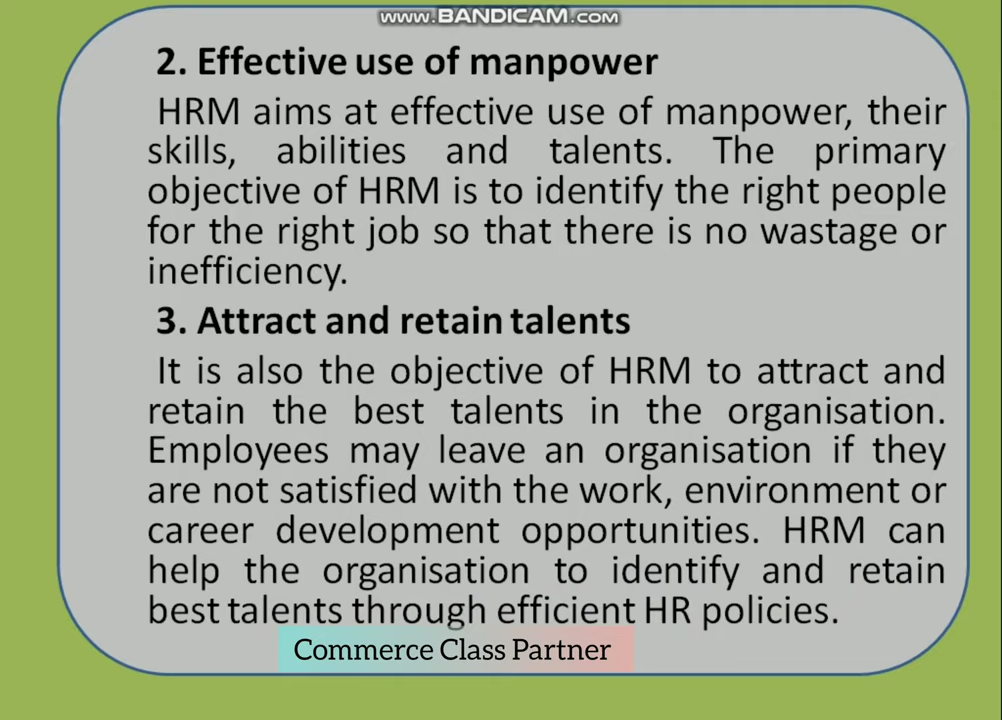 www.BANDICAM.com
2. Effective use of manpower
HRM aims at effective use of manpower, their
skills, abilities and talents. The primary
objective of HRM is to identify the right people
for the right job so that there is no wastage or
inefficiency.
3. Attract and retain talents
It is also the objective of HRM to attract and
retain the best talents in the organisation.
Employees may leave an organisation if they
are not satisfied with the work, environment or
career development opportunities. HRM can
help the organisation to identify and retain
best talents through efficient HR policies.
Commerce Class Partner